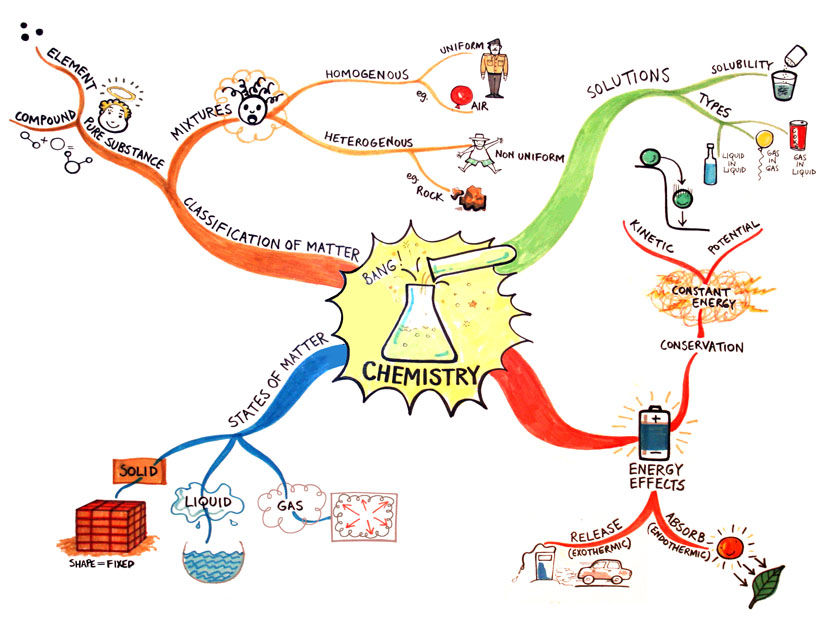 ELEMENT
COMPOUND
PURE SUBSTANCE
+ =
MIXTURES
HOMOGENOUS
UNIFORM
eg.
AIR
HETEROGENOUS
NON UNIFORM
eg.
ROCK
CLASSIFICATION OF MATTER
SOLUTIONS
SOLUBILITY
TYPES
LIQUID
IN
LIQUID
GAS
IN
GAS
GAS
IN
LIQUID
BANG!
CHEMISTRY
KINETIC
POTENTIAL
CONSTANT
ENERGY
CONSERVATION
+
-
ENERGY
EFFECTS
RELEASE
(EXOTHERMIC)
ABSORB
(ENDOTHERMIC)
STATES OF MATTER
SOLID
LIQUID
GAS
SHAPE = FIXED